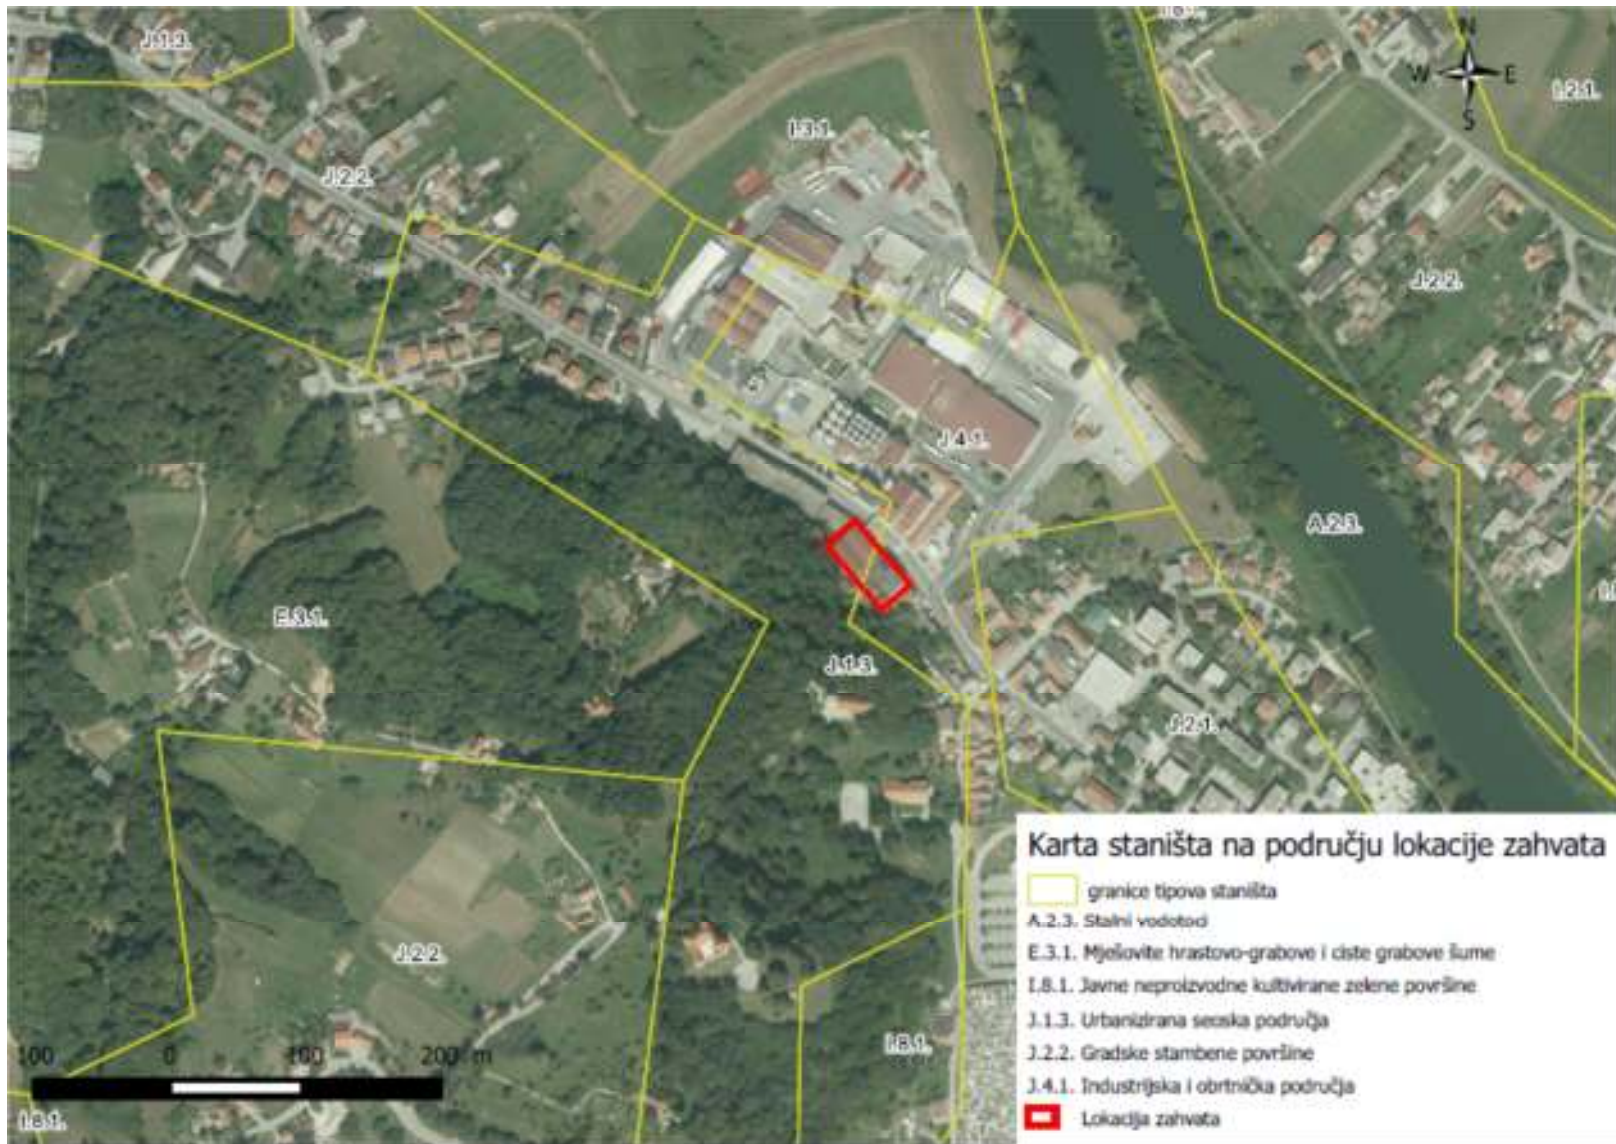 J.1.3.
I.8.1.
N
W E
S
I.2.1.
I.3.1.
J.2.2.
J.2.2.
J.4.1.
A.2.3.
E.3.1.
J.1.3.
J.2.1.
J.2.2.
I.8.1.
100 0 100 200 m
I.8.1.
Karta staništa na području lokacije zahvata
granice tipova staništa
A.2.3. Stalni vodotoci
E.3.1. Mješovite hrastovo-grabove i ciste grabove šume
I.8.1. Javne neproizvodne kultivirane zelene površine
J.1.3. Urbanizirana seoska područja
J.2.2. Gradske stambene površine
J.4.1. Industrijska i obrtnička područja
Lokacija zahvata